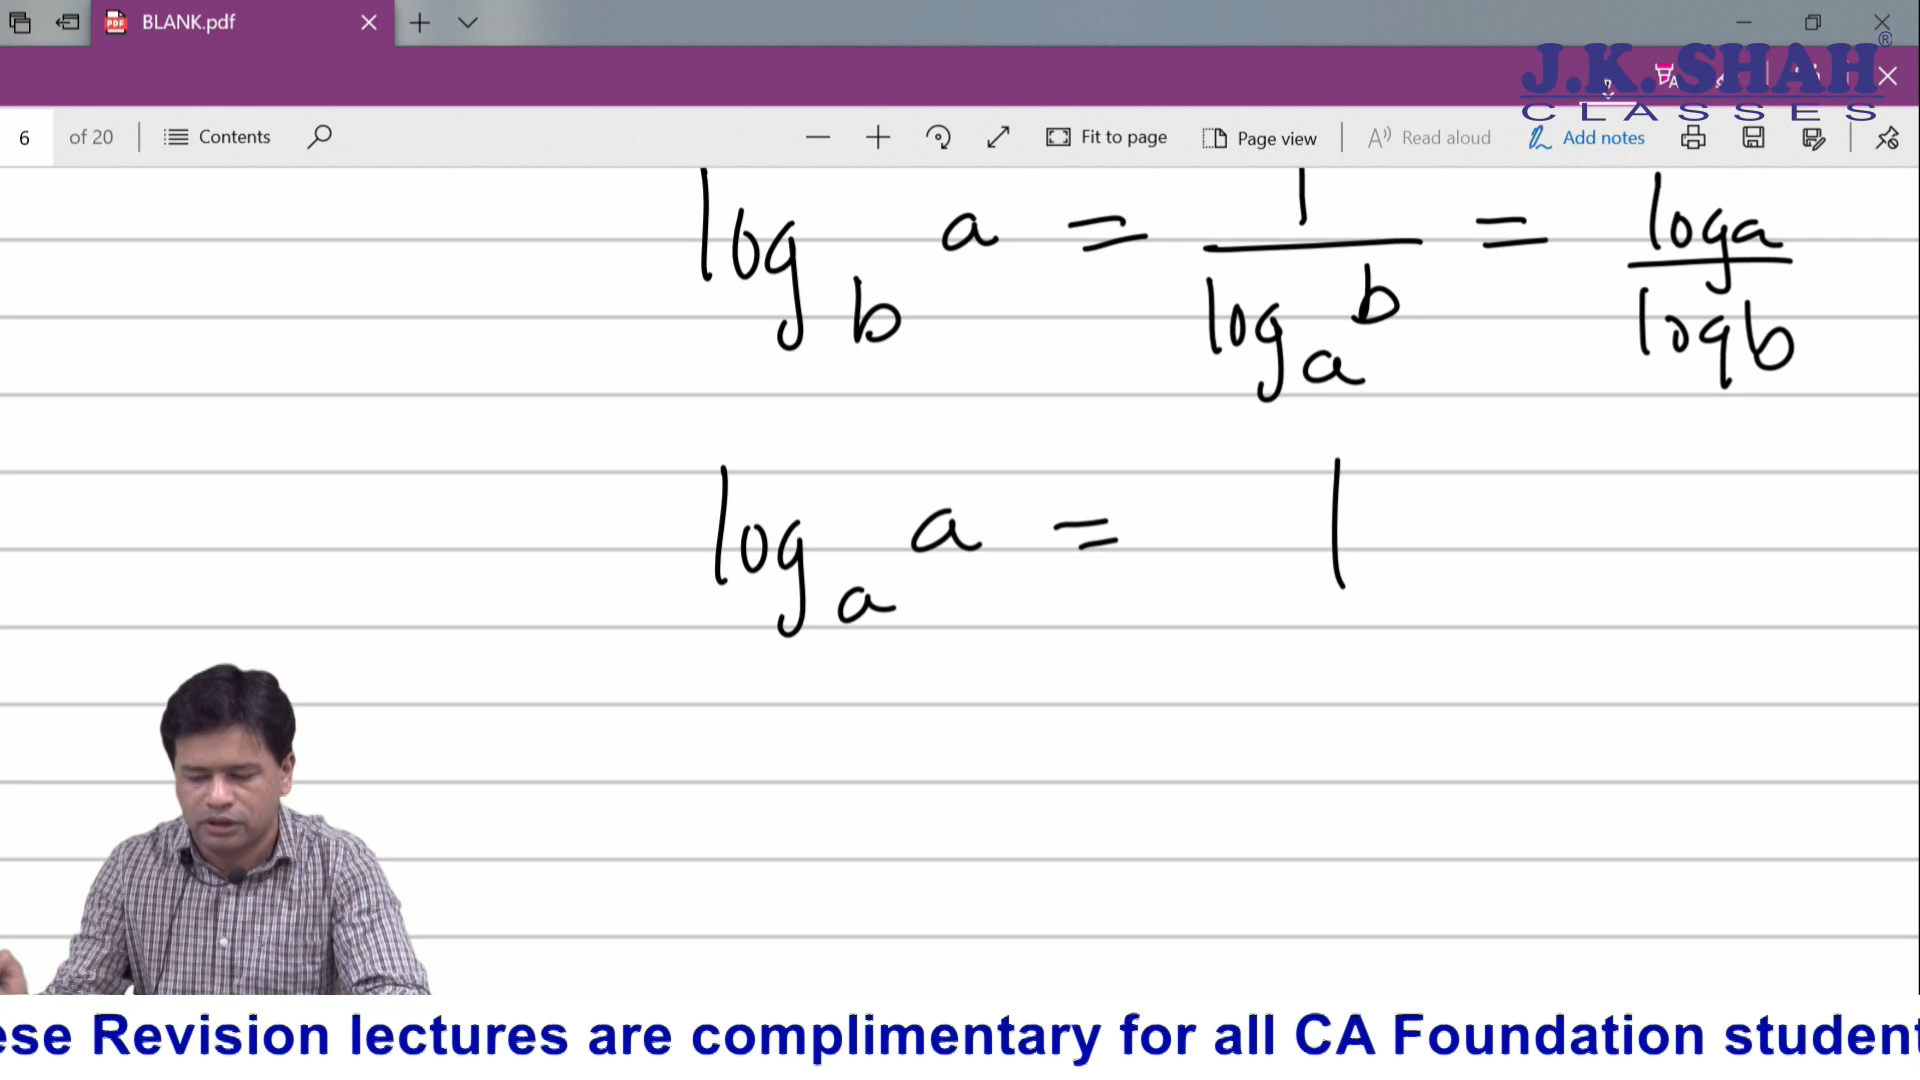 BLANK.pdf
J.K.SHAH®
CLASSES
6 of 20 Contents Fit to page Page view Read aloud Add notes
log_b a = 1/log_a b = log a/log b
log_a a = 1
ese Revision lectures are complimentary for all CA Foundation student